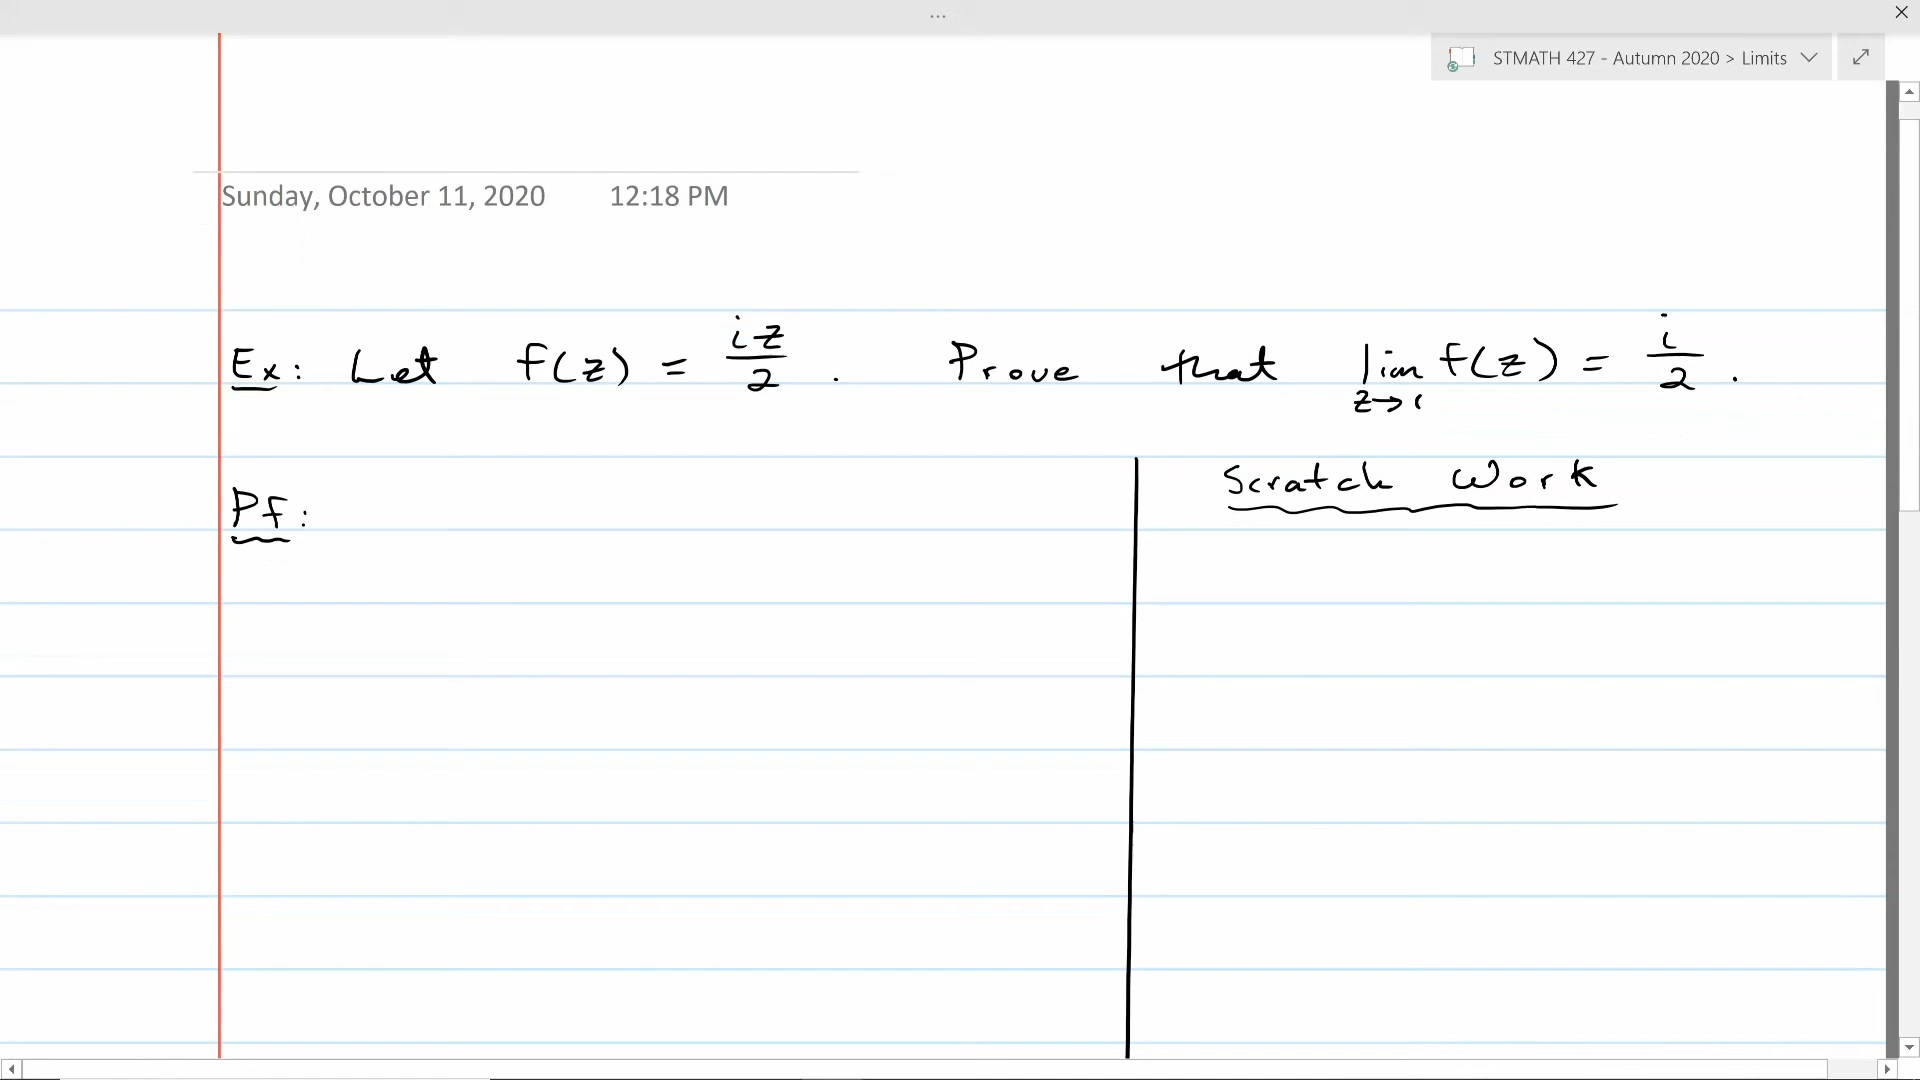 STMATH 427 - Autumn 2020 > Limits
Sunday, October 11, 2020 12:18 PM
Ex: Let f(z) = iz/2 . Prove that lim z→1 f(z) = i/2 .
Pf:
Scratch Work